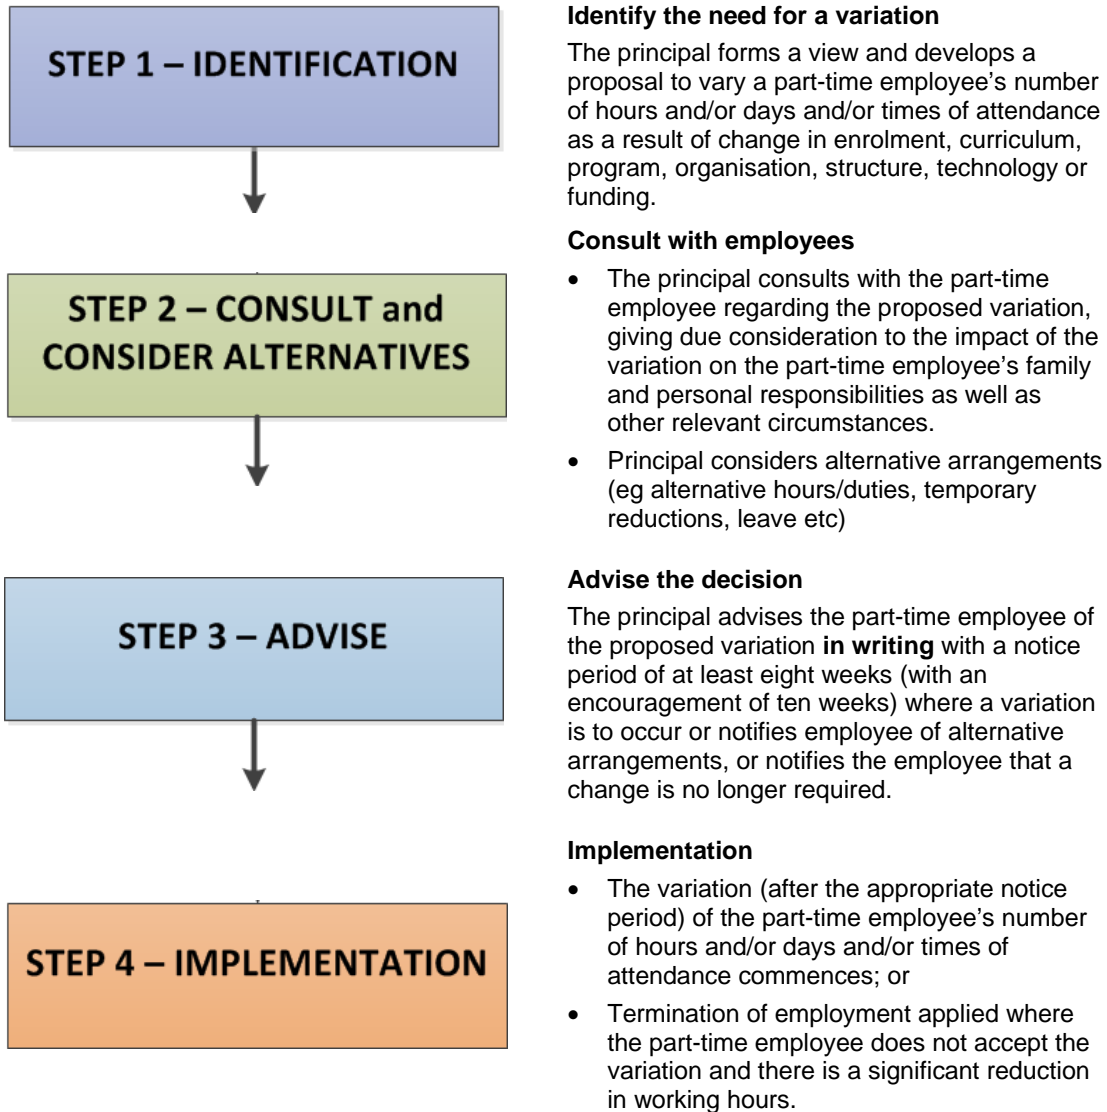 STEP 1 – IDENTIFICATION
Identify the need for a variation
The principal forms a view and develops a
proposal to vary a part-time employee’s number
of hours and/or days and/or times of attendance
as a result of change in enrolment, curriculum,
program, organisation, structure, technology or
funding.
STEP 2 – CONSULT and
CONSIDER ALTERNATIVES
Consult with employees
• The principal consults with the part-time
employee regarding the proposed variation,
giving due consideration to the impact of the
variation on the part-time employee’s family
and personal responsibilities as well as
other relevant circumstances.
• Principal considers alternative arrangements
(eg alternative hours/duties, temporary
reductions, leave etc)
STEP 3 – ADVISE
Advise the decision
The principal advises the part-time employee of
the proposed variation in writing with a notice
period of at least eight weeks (with an
encouragement of ten weeks) where a variation
is to occur or notifies employee of alternative
arrangements, or notifies the employee that a
change is no longer required.
STEP 4 – IMPLEMENTATION
Implementation
• The variation (after the appropriate notice
period) of the part-time employee’s number
of hours and/or days and/or times of
attendance commences; or
• Termination of employment applied where
the part-time employee does not accept the
variation and there is a significant reduction
in working hours.